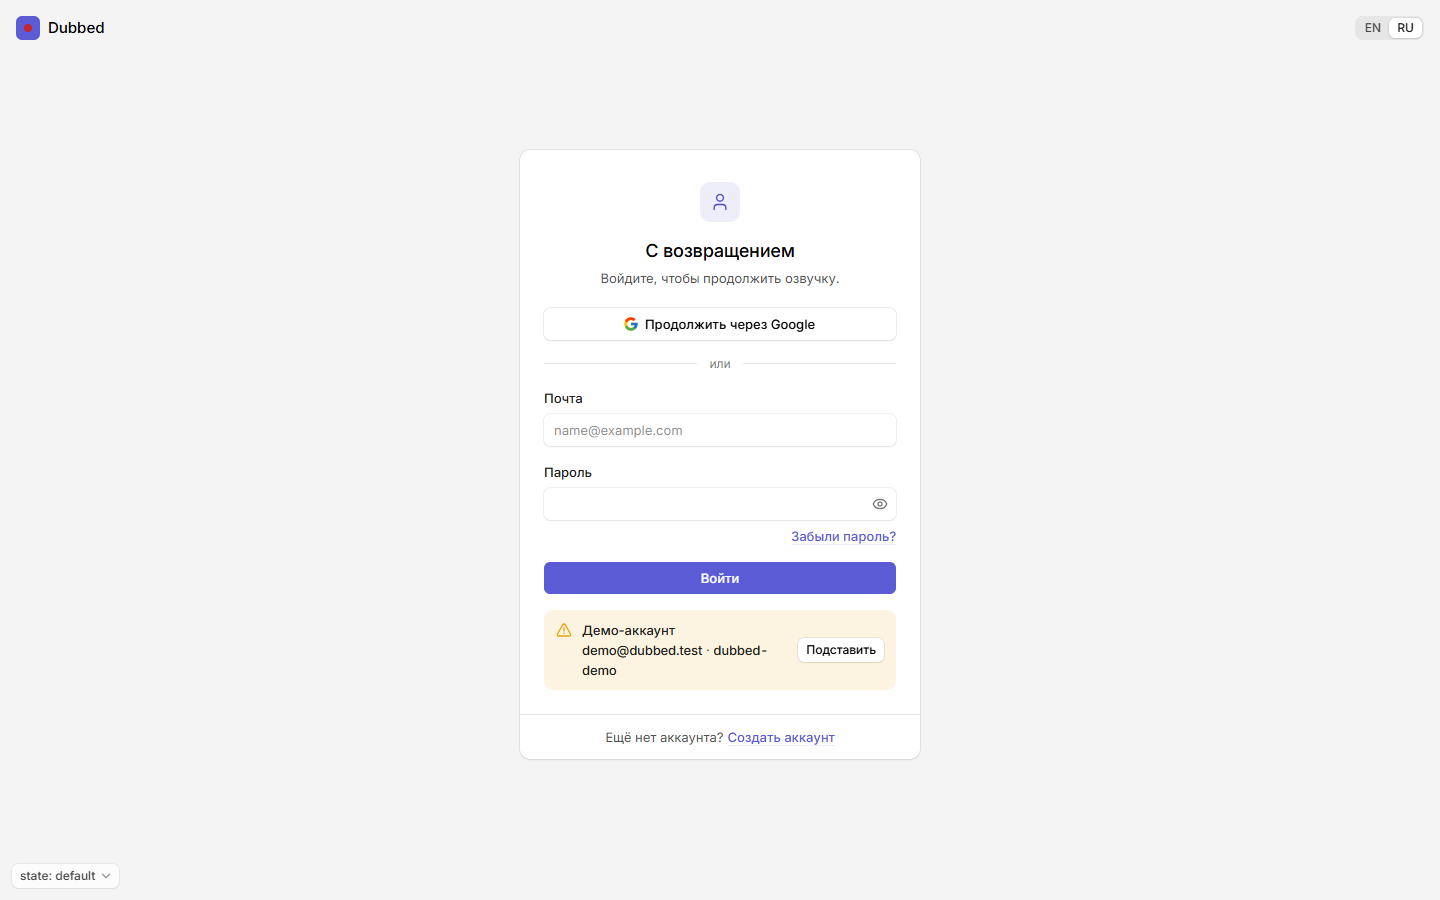 Dubbed
EN RU
С возвращением
Войдите, чтобы продолжить озвучку.
Продолжить через Google
или
Почта
name@example.com
Пароль
Забыли пароль?
Войти
Демо-аккаунт
demo@dubbed.test · dubbed-
demo
Подставить
Ещё нет аккаунта? Создать аккаунт
state: default